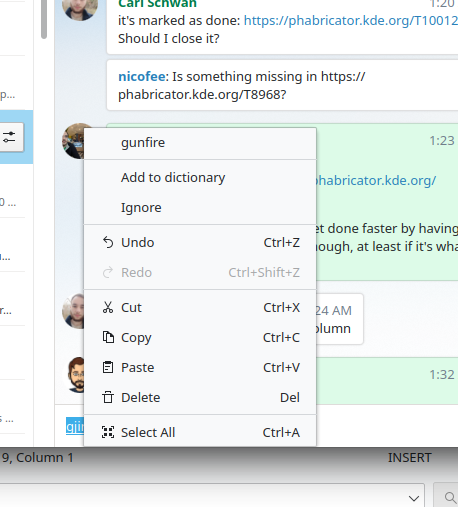 Carl Schwan
1:20
it's marked as done: https://phabricator.kde.org/T10012
Should I close it?
nicofee: Is something missing in https://
phabricator.kde.org/T8968?
p...
1:23
gunfire
Add to dictionary
phabricator.kde.org/
0 ...
Ignore
et done faster by having
Undo Ctrl+Z
ough, at least if it's wha
...
Redo Ctrl+Shift+Z
Cut Ctrl+X
24 AM
r...
Copy Ctrl+C
olumn
Paste Ctrl+V
1:32
Delete Del
s ...
Select All Ctrl+A
9, Column 1
INSERT